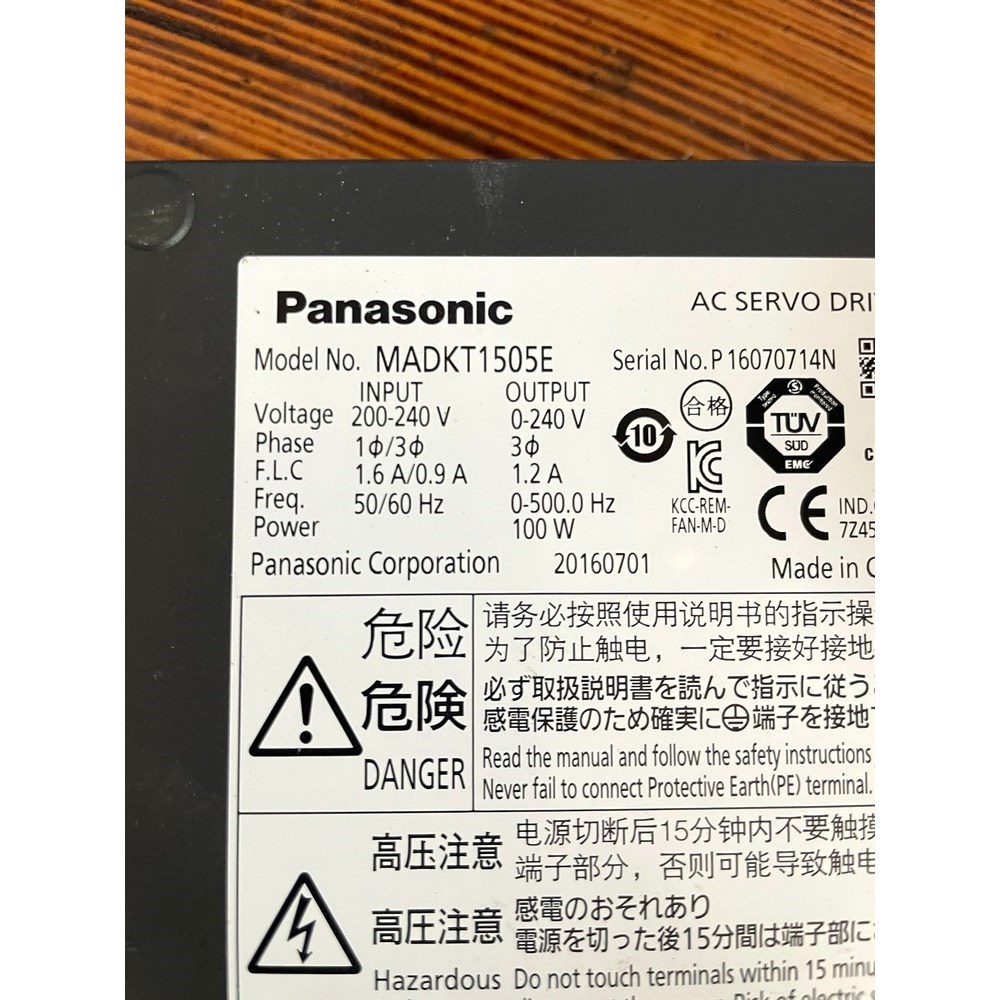 Panasonic
AC SERVO DRI
Model No. MADKT1505E
Serial No. P16070714N
INPUT OUTPUT
Voltage 200-240 V 0-240 V
Phase 1ϕ/3ϕ 3ϕ
F.L.C 1.6 A/0.9 A 1.2 A
Freq. 50/60 Hz 0-500.0 Hz
Power 100 W
10
合格
KCC-REM-
FAN-M-D
Type tested
Production monitored
TÜV
SUD
EMC
CE
IND.
7Z45
Panasonic Corporation 20160701
Made in C
危险
危険
DANGER
请务必按照使用说明书的指示操
为了防止触电，一定要接好接地
必ず取扱説明書を読んで指示に従う
感電保護のため確実に⏚端子を接地
Read the manual and follow the safety instructions
Never fail to connect Protective Earth(PE) terminal.
高压注意
电源切断后15分钟内不要触摸
端子部分，否则可能导致触电
高圧注意
感電のおそれあり
電源を切った後15分間は端子部に
Hazardous
Do not touch terminals within 15 minu